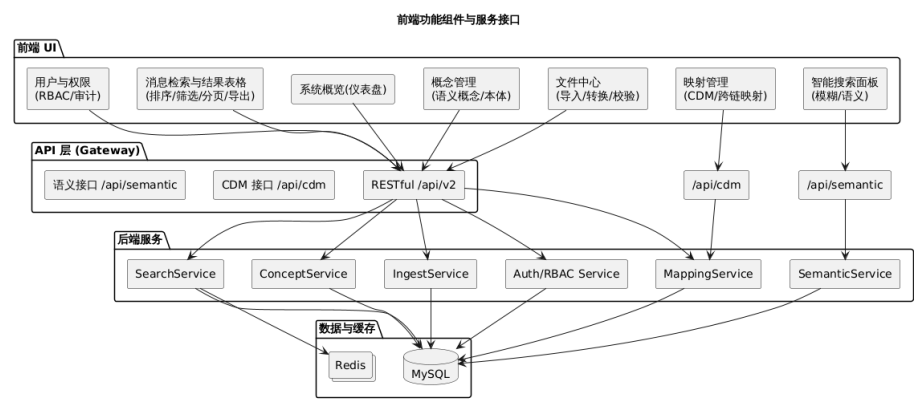 前端功能组件与服务接口
前端 UI
用户与权限
(RBAC/审计)
消息检索与结果表格
(排序/筛选/分页/导出)
系统概览(仪表盘)
概念管理
(语义概念/本体)
文件中心
(导入/转换/校验)
映射管理
(CDM/跨链映射)
智能搜索面板
(模糊/语义)
API 层 (Gateway)
语义接口 /api/semantic
CDM 接口 /api/cdm
RESTful /api/v2
/api/cdm
/api/semantic
后端服务
SearchService
ConceptService
IngestService
Auth/RBAC Service
MappingService
SemanticService
数据与缓存
Redis
MySQL